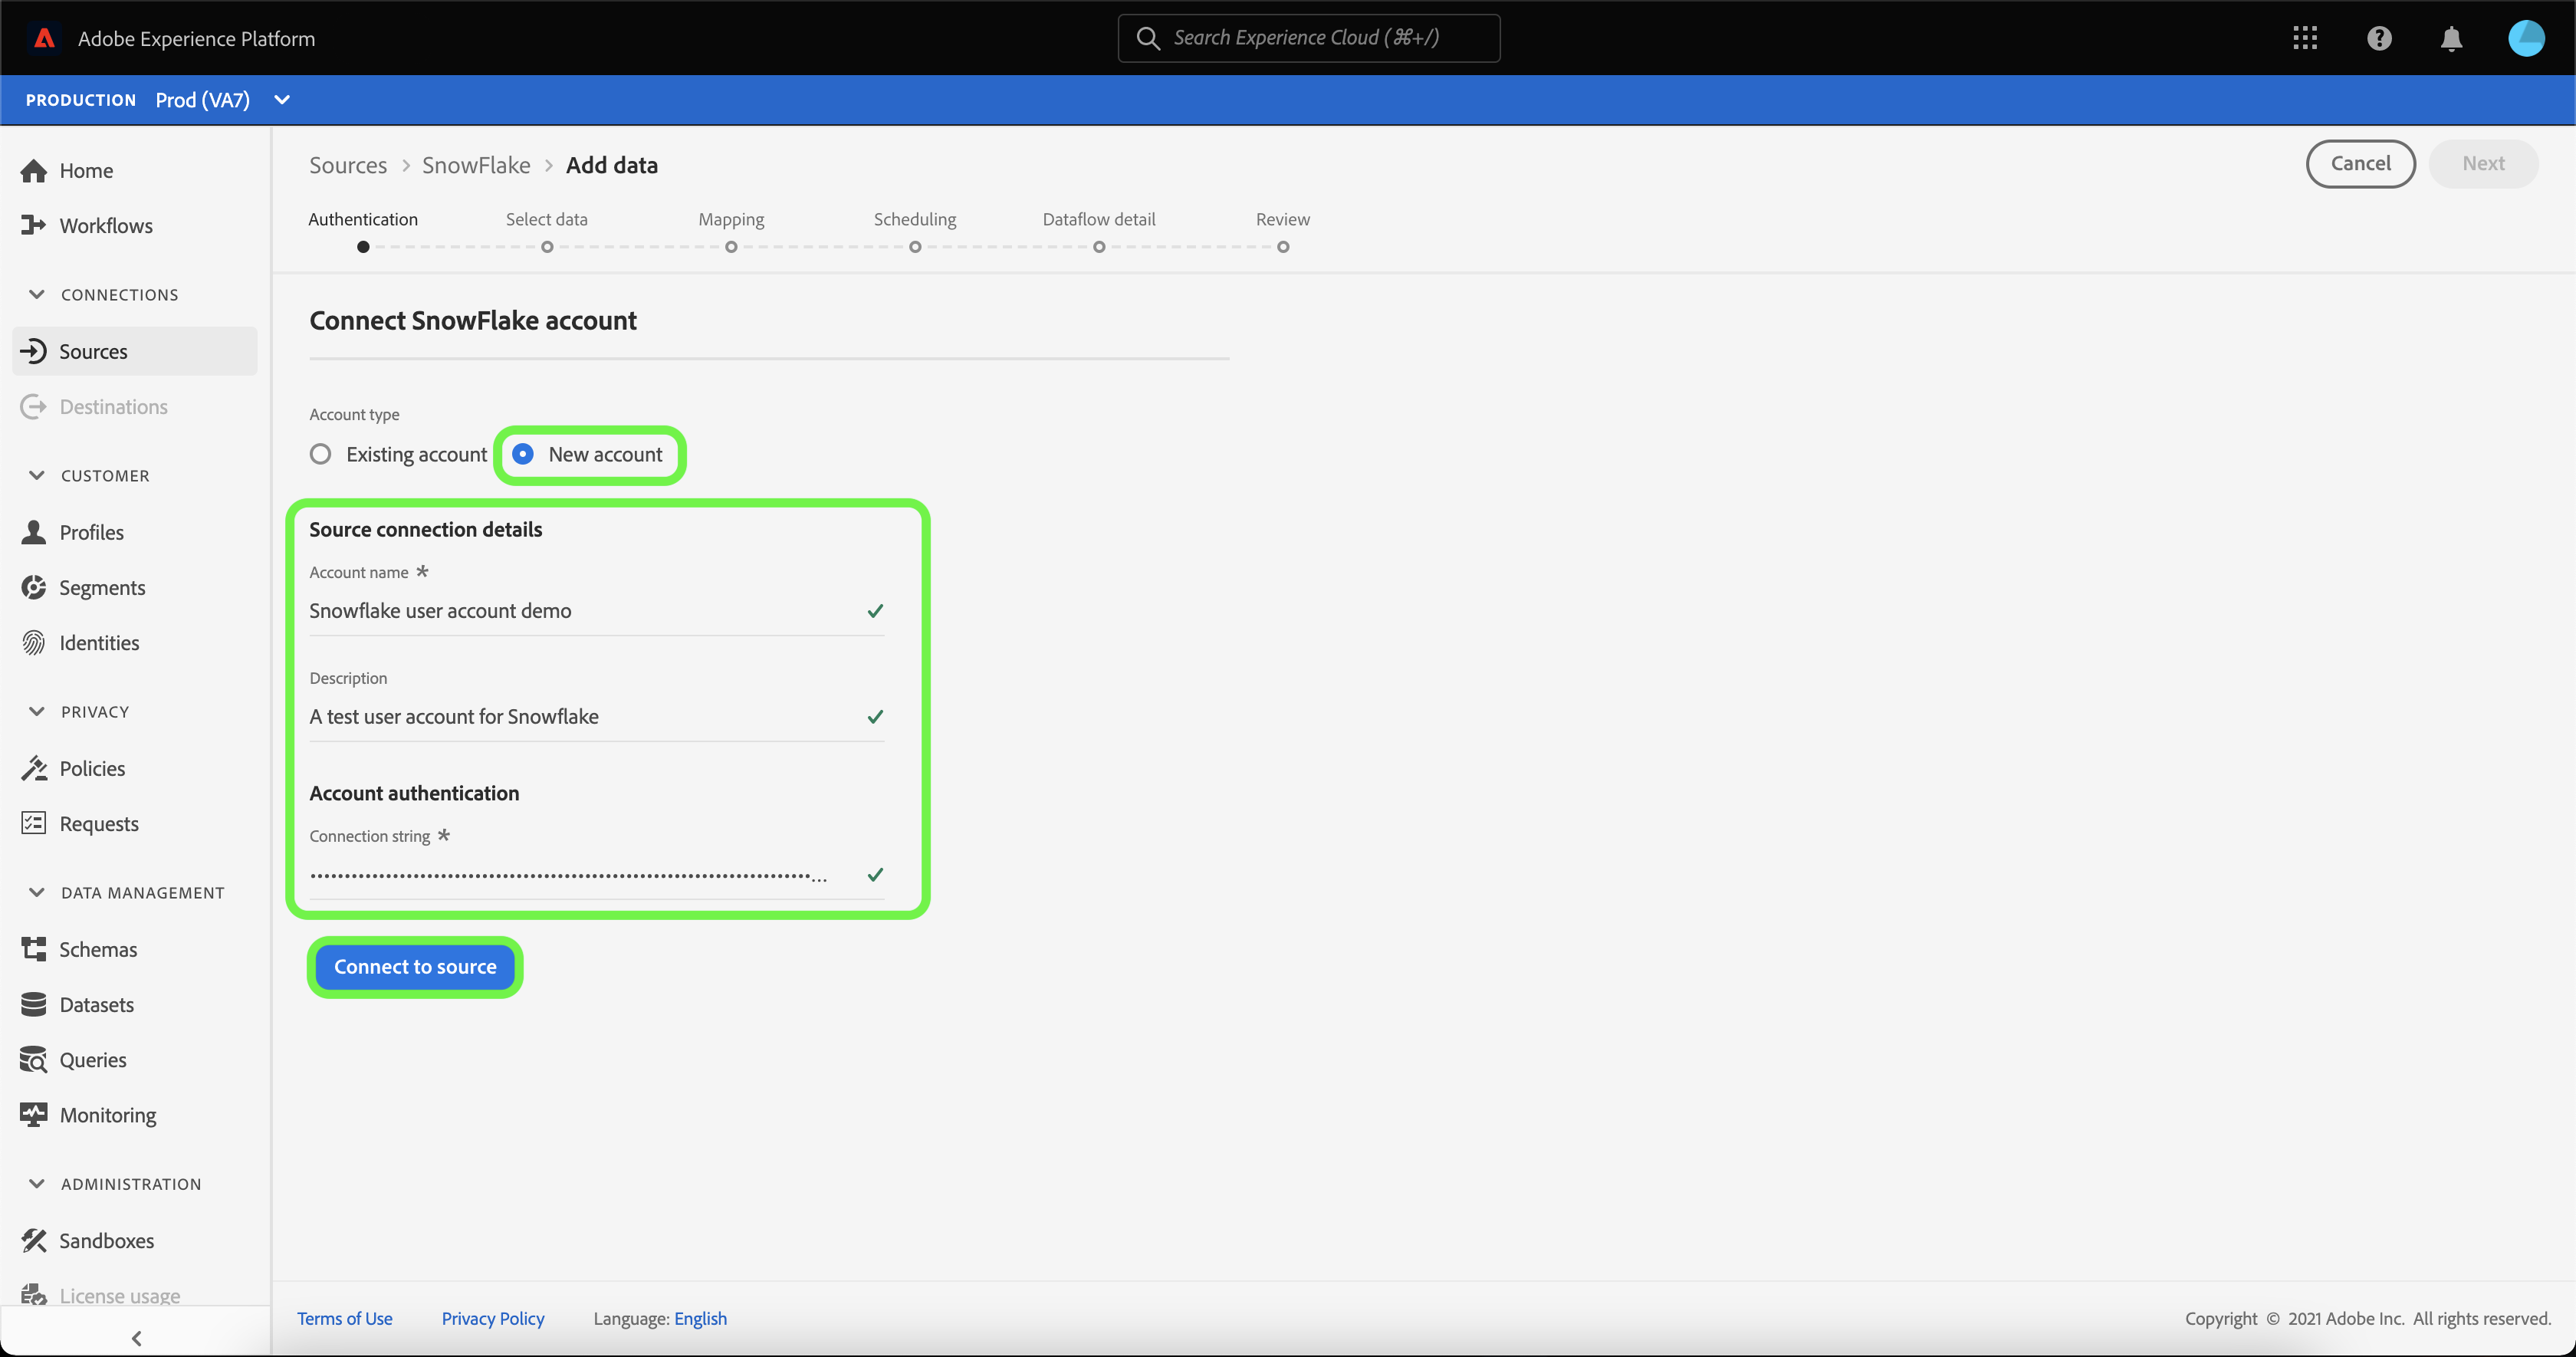 Adobe Experience Platform
Search Experience Cloud (⌘+/)
PRODUCTION Prod (VA7)
Home
Workflows
CONNECTIONS
Sources
Destinations
CUSTOMER
Profiles
Segments
Identities
PRIVACY
Policies
Requests
DATA MANAGEMENT
Schemas
Datasets
Queries
Monitoring
ADMINISTRATION
Sandboxes
License usage
Sources > SnowFlake > Add data
Cancel Next
Authentication Select data Mapping Scheduling Dataflow detail Review
Connect SnowFlake account
Account type
Existing account New account
Source connection details
Account name *
Snowflake user account demo
Description
A test user account for Snowflake
Account authentication
Connection string *
Connect to source
Terms of Use Privacy Policy Language: English
Copyright © 2021 Adobe Inc. All rights reserved.